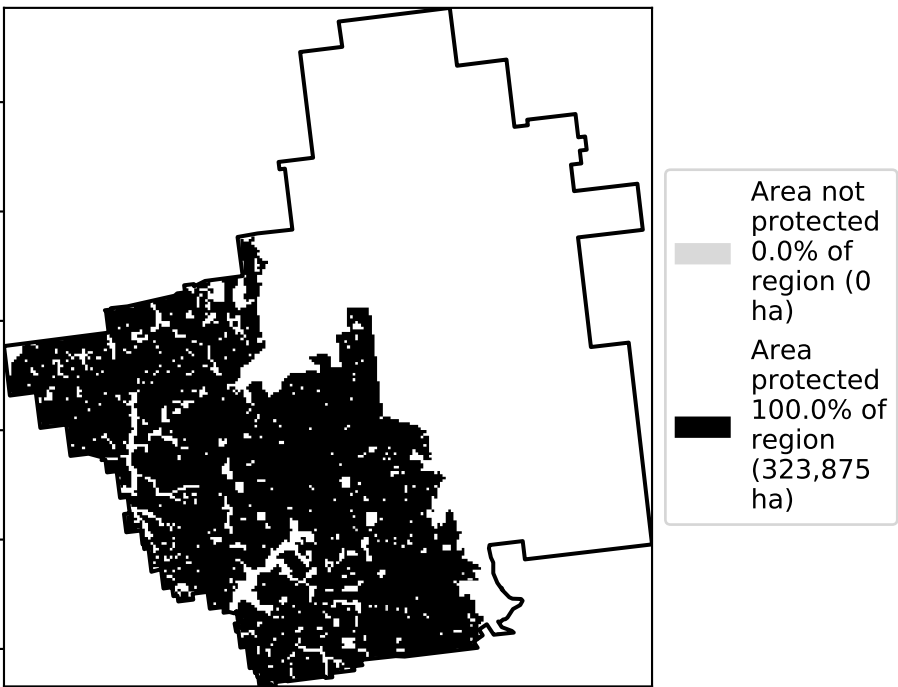 Area not
protected
0.0% of
region (0
ha)
Area
protected
100.0% of
region
(323,875
ha)